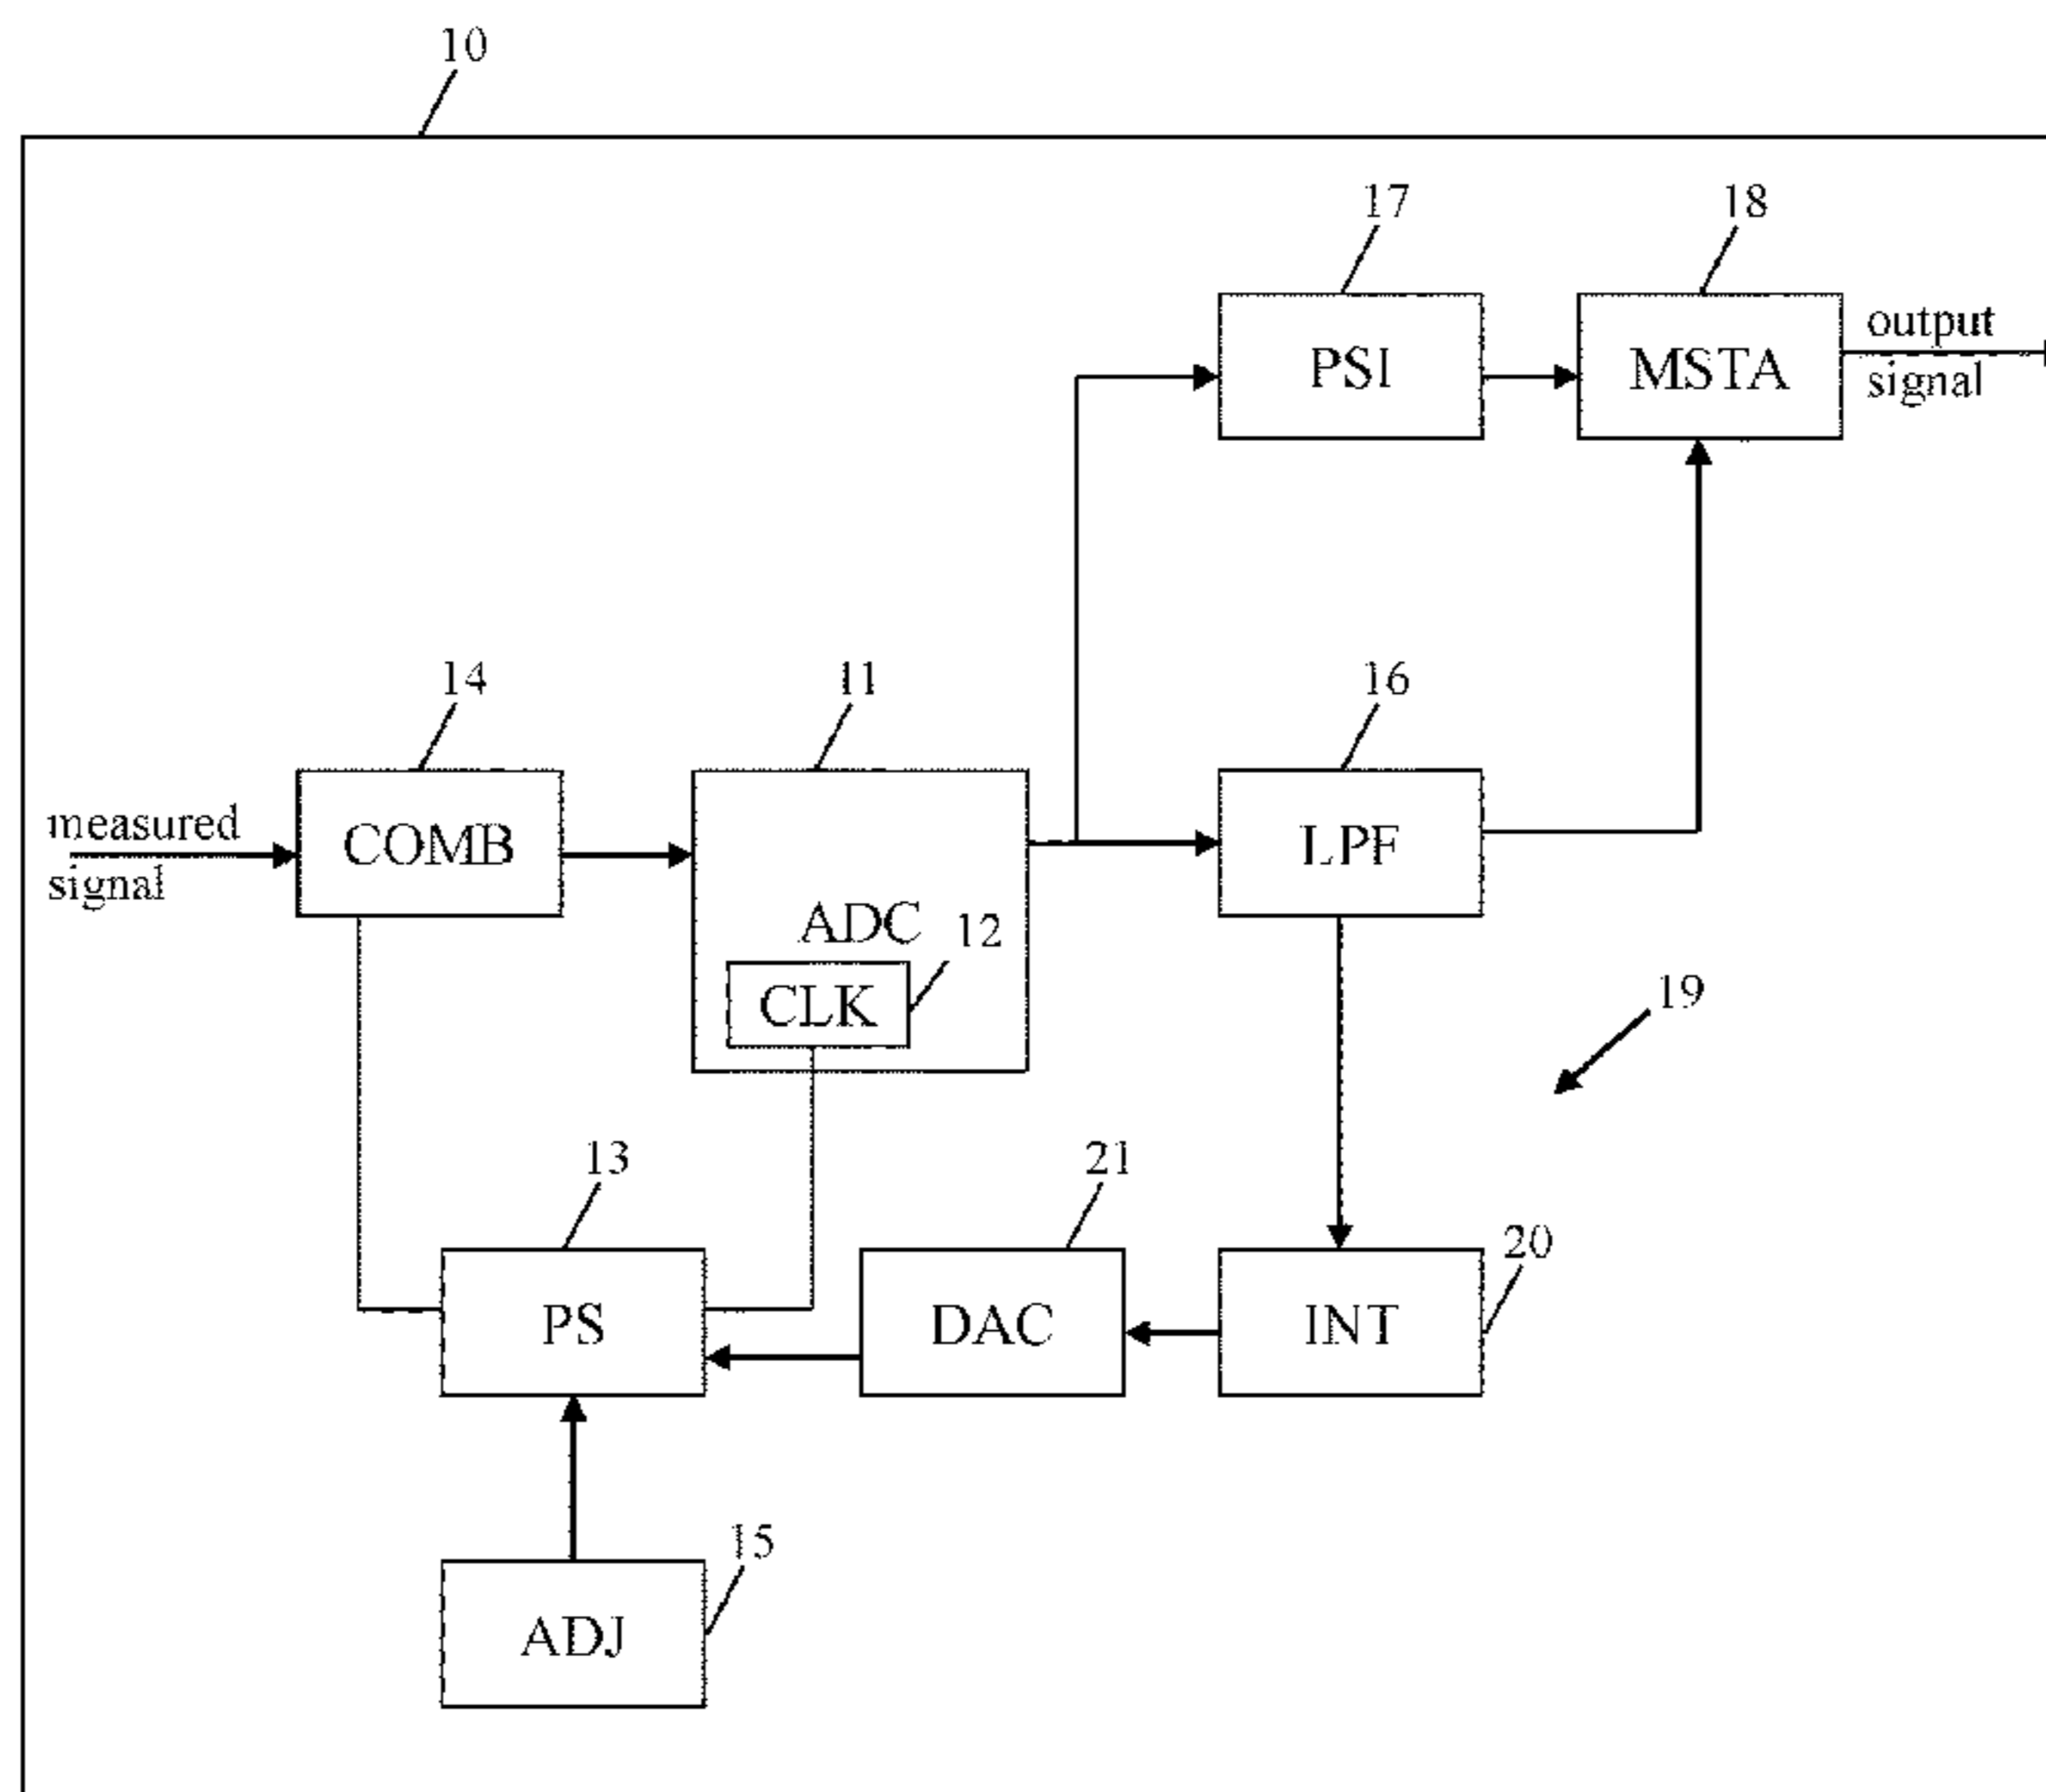 10
17
18
PSI
MSTA
output
signal
14
11
16
measured
signal
COMB
ADC
12
CLK
LPF
19
13
21
20
PS
DAC
INT
15
ADJ